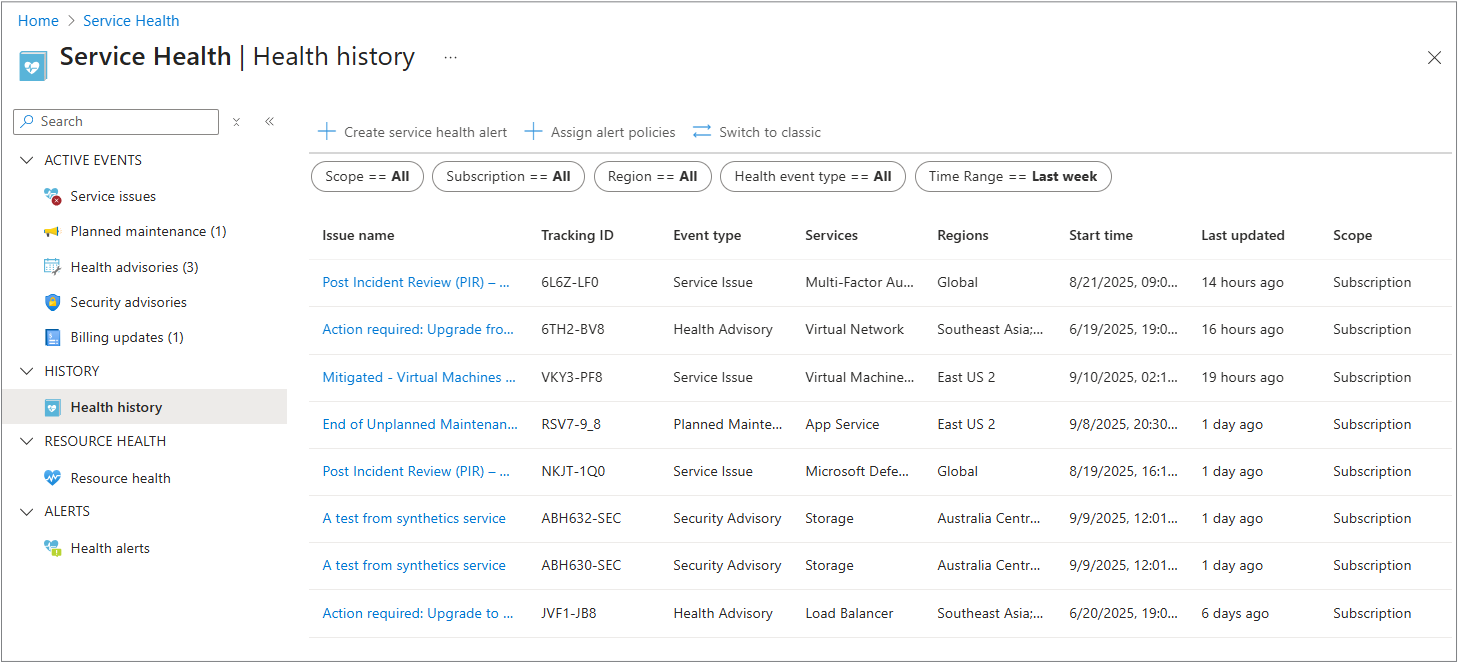 Home > Service Health
Service Health | Health history ...
Search
ACTIVE EVENTS
Service issues
Planned maintenance (1)
Health advisories (3)
Security advisories
Billing updates (1)
HISTORY
Health history
RESOURCE HEALTH
Resource health
ALERTS
Health alerts
Create service health alert Assign alert policies Switch to classic
Scope == All Subscription == All Region == All Health event type == All Time Range == Last week
Issue name Tracking ID Event type Services Regions Start time Last updated Scope
Post Incident Review (PIR) – ... 6L6Z-LF0 Service Issue Multi-Factor Au... Global 8/21/2025, 09:0... 14 hours ago Subscription
Action required: Upgrade fro... 6TH2-BV8 Health Advisory Virtual Network Southeast Asia;... 6/19/2025, 19:0... 16 hours ago Subscription
Mitigated - Virtual Machines ... VKY3-PF8 Service Issue Virtual Machine... East US 2 9/10/2025, 02:1... 19 hours ago Subscription
End of Unplanned Maintenan... RSV7-9_8 Planned Mainte... App Service East US 2 9/8/2025, 20:30... 1 day ago Subscription
Post Incident Review (PIR) – ... NKJT-1Q0 Service Issue Microsoft Defe... Global 8/19/2025, 16:1... 1 day ago Subscription
A test from synthetics service ABH632-SEC Security Advisory Storage Australia Centr... 9/9/2025, 12:01... 1 day ago Subscription
A test from synthetics service ABH630-SEC Security Advisory Storage Australia Centr... 9/9/2025, 12:01... 1 day ago Subscription
Action required: Upgrade to ... JVF1-JB8 Health Advisory Load Balancer Southeast Asia;... 6/20/2025, 19:0... 6 days ago Subscription